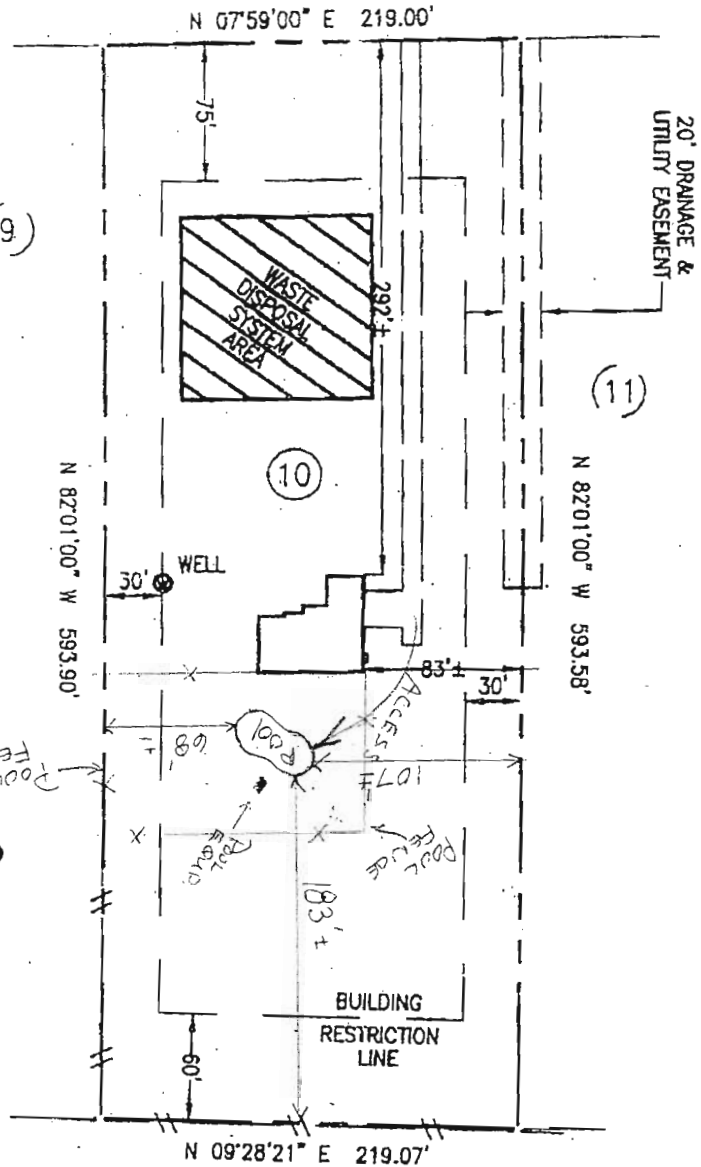 N 07°59'00" E 219.00'
20' DRAINAGE &
UTILITY EASEMENT
75'
WASTE
DISPOSAL
SYSTEM
AREA
292'±
(11)
10
N 82°01'00" W 593.90'
N 82°01'00" W 593.58'
WELL
30'
83'±
30'
ACCESS
68'±
POOL
107'±
POOL
EQUIP
POOL
FENCE
183'±
BUILDING
RESTRICTION
LINE
60'
N 09°28'21" E 219.07'